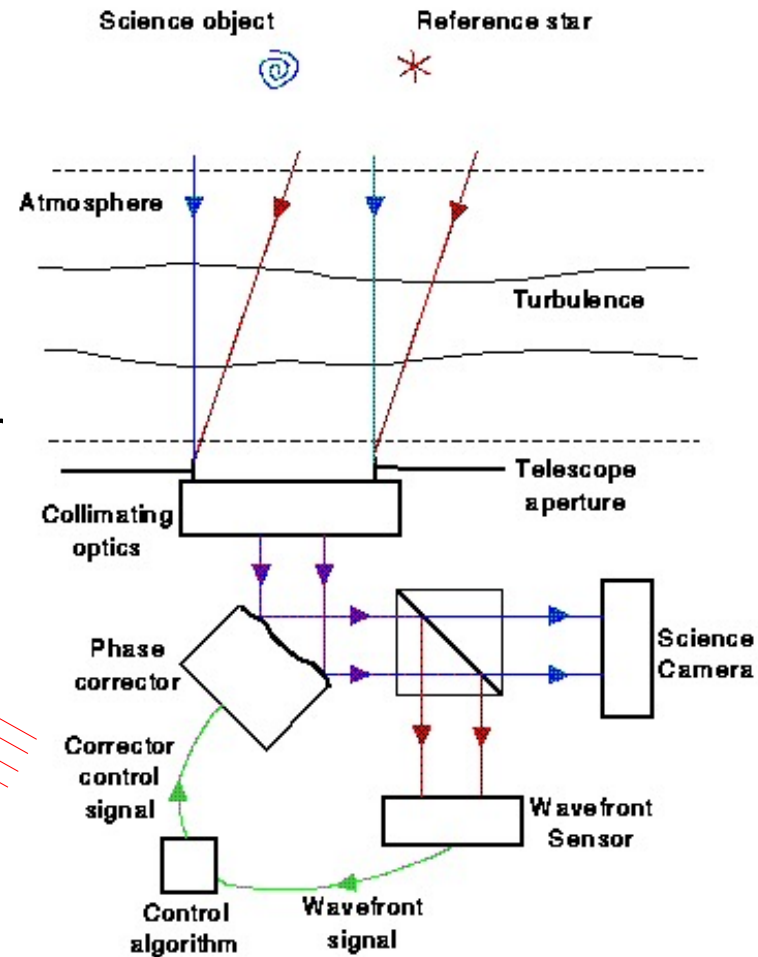 Science object
Reference star
Atmosphere
Turbulence
Telescope
aperture
Collimating
optics
Phase
corrector
Science
Camera
Corrector
control
signal
Wavefront
Sensor
Control
algorithm
Wavefront
signal